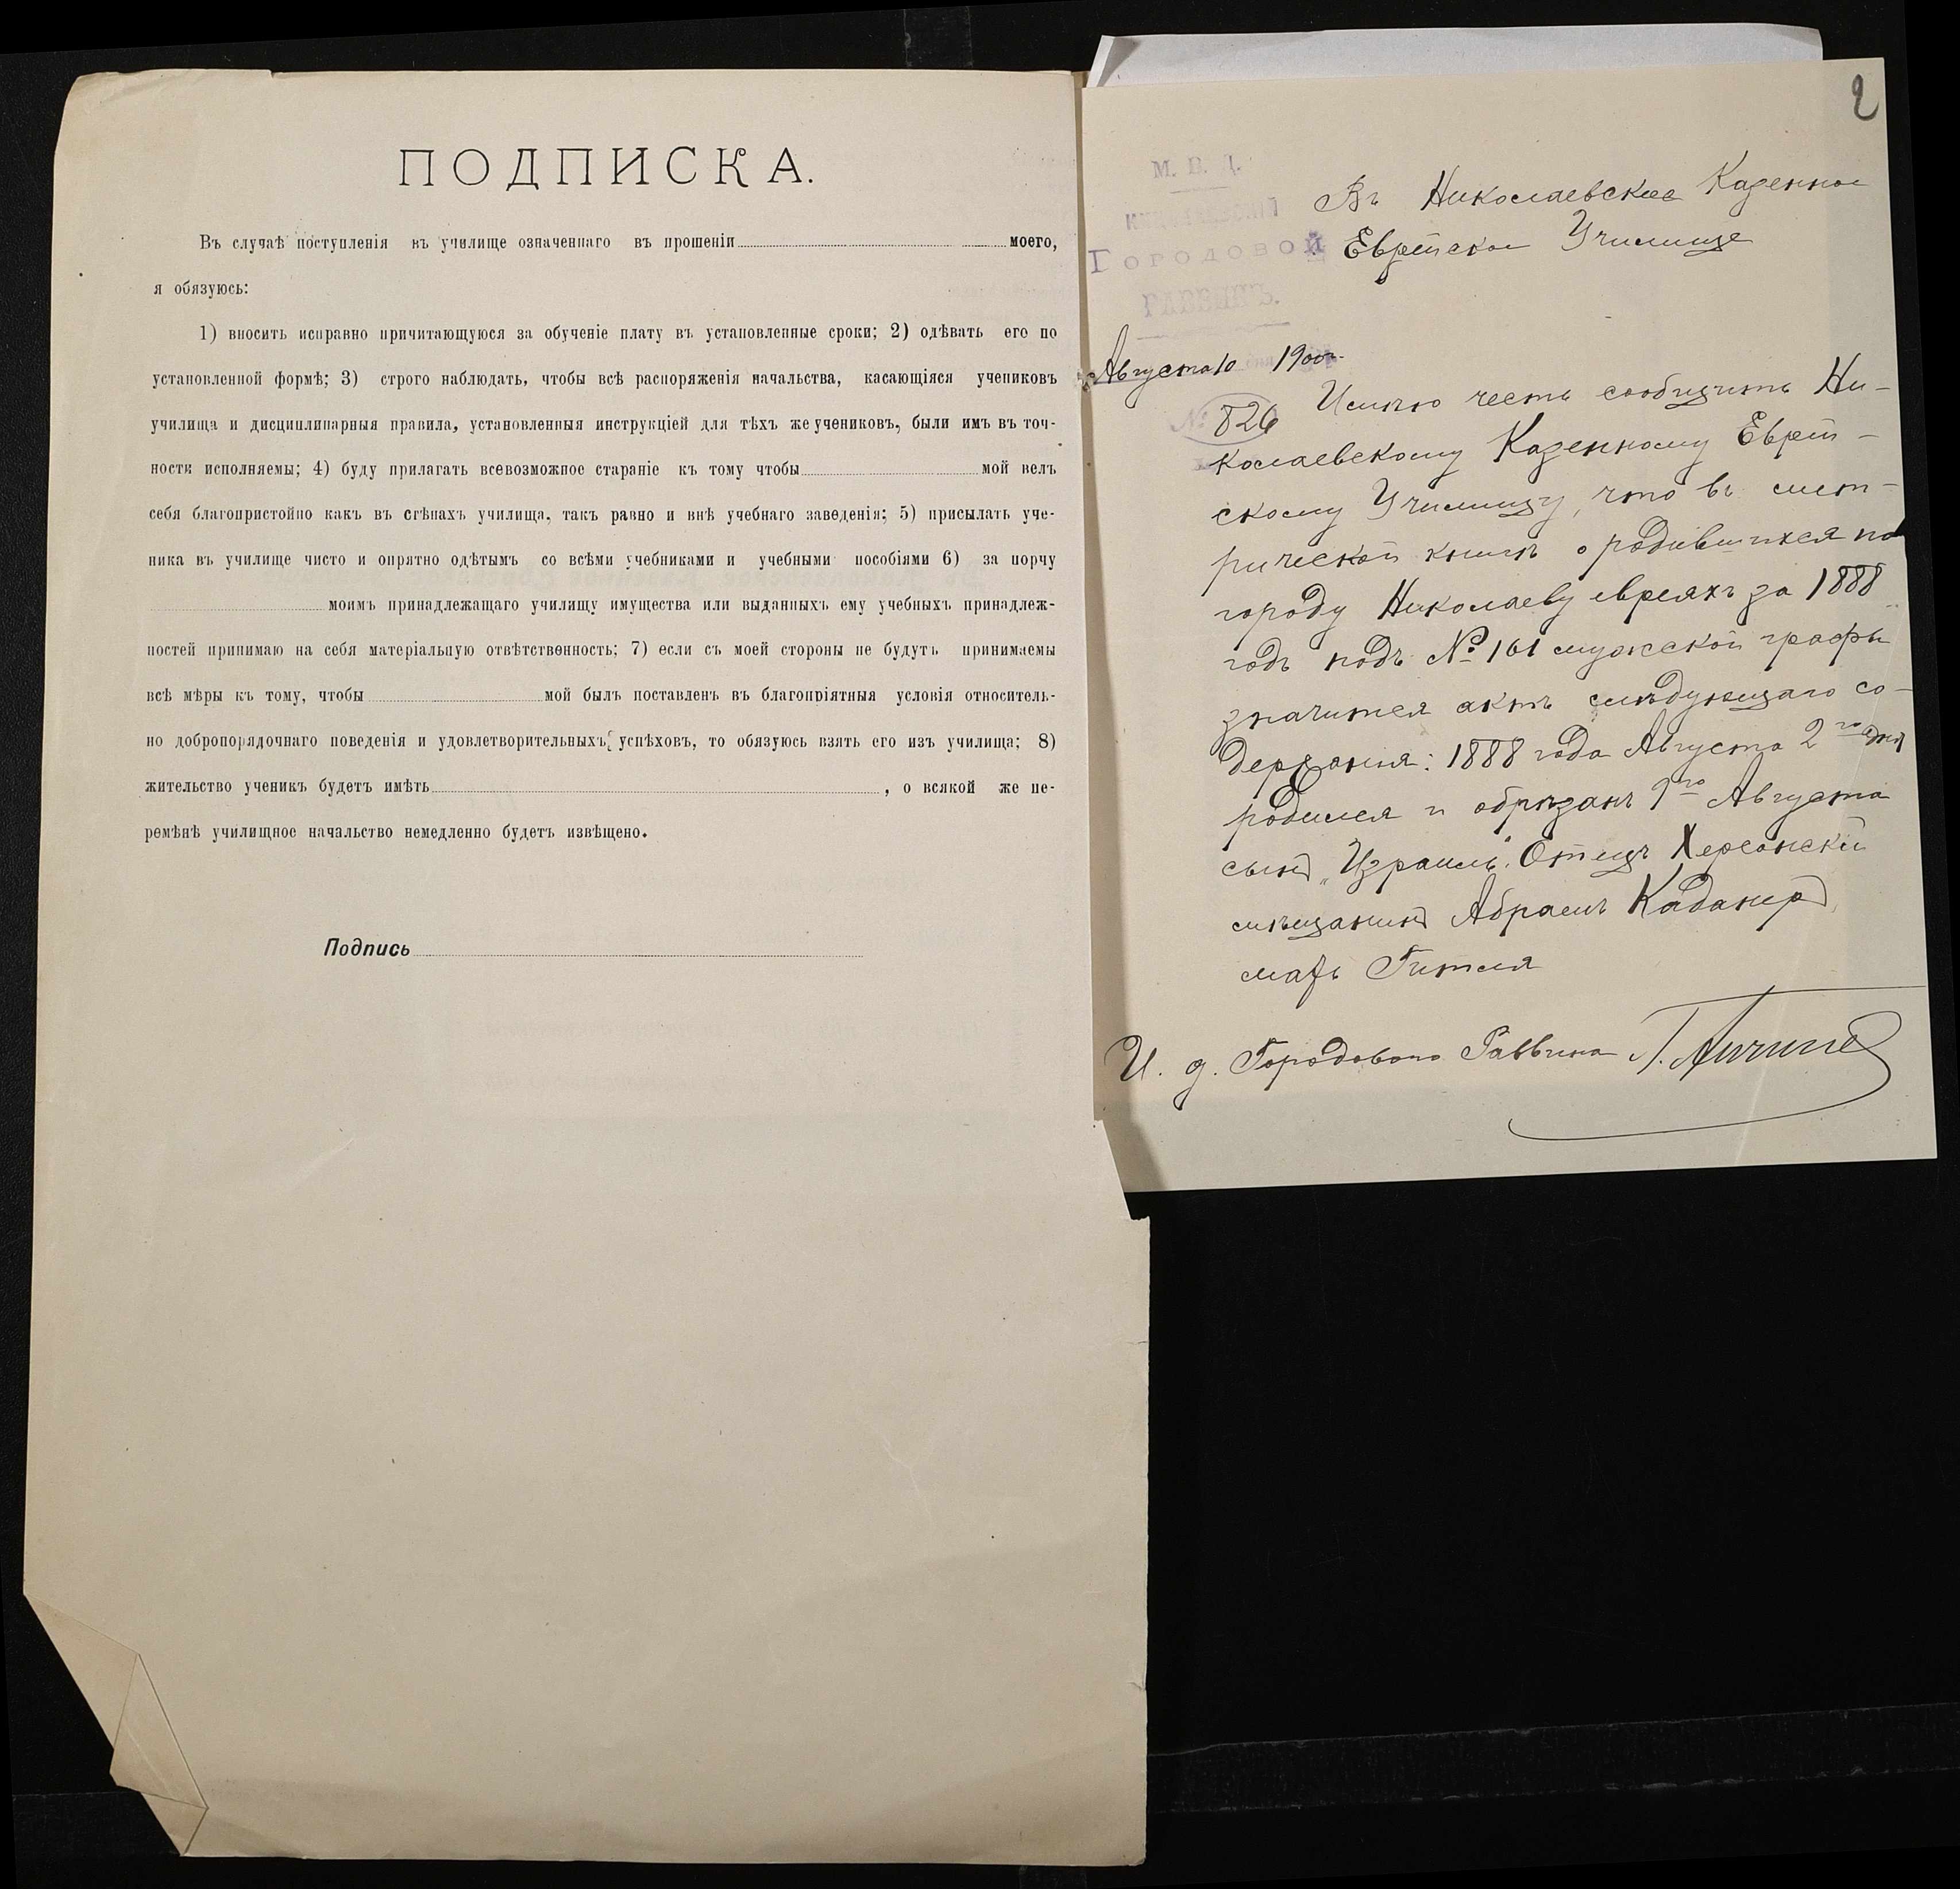 ПОДПИСКА.
Въ случаѣ поступленія въ училище означеннаго въ прошеніи моего,
я обязуюсь:
1) вносить исправно причитающуюся за обученіе плату въ установленные сроки; 2) одѣвать его по
установленной формѣ; 3) строго наблюдать, чтобы всѣ распоряженія начальства, касающіяся учениковъ
училища и дисциплинарныя правила, установленныя инструкціей для тѣхъ же учениковъ, были имъ въ точ-
ности исполняемы; 4) буду прилагать всевозможное стараніе къ тому чтобы мой велъ
себя благопристойно какъ въ стѣнахъ училища, такъ равно и внѣ учебнаго заведенія; 5) присылать уче-
ника въ училище чисто и опрятно одѣтымъ со всѣми учебниками и учебными пособіями 6) за порчу
моимъ принадлежащаго училищу имущества или выданныхъ ему учебныхъ принадлеж-
ностей принимаю на себя матеріальную отвѣтственность; 7) если съ моей стороны не будутъ принимаемы
всѣ мѣры къ тому, чтобы мой былъ поставленъ въ благопріятныя условія относитель-
но добропорядочнаго поведенія и удовлетворительныхъ успѣховъ, то обязуюсь взять его изъ училища; 8)
жительство ученикъ будетъ имѣть , о всякой же пе-
ремѣнѣ училищное начальство немедленно будетъ извѣщено.
Подпись
2
М. В. Д.
НИКОЛАЕВСКІЙ
ГОРОДОВОЙ
РАВВИНЪ.
Августа 10 1900 г.
№ 826
Въ Николаевское Казенное
Еврейское Училище
Имѣю честь сообщить Ни-
колаевскому Казенному Еврей-
скому Училищу, что въ мет-
рической книгѣ о родившихся по
городу Николаеву евреяхъ за 1888
годъ подъ № 161 мужской графы
значится актъ слѣдующаго со-
держания: 1888 года Августа 2го дня
родился и обрѣзанъ 9го Августа
сынъ „Израиль". Отецъ Херсонскій
мѣщанинъ Абрамъ Каданеръ,
мать Гитля
И. д. Городового Раввина